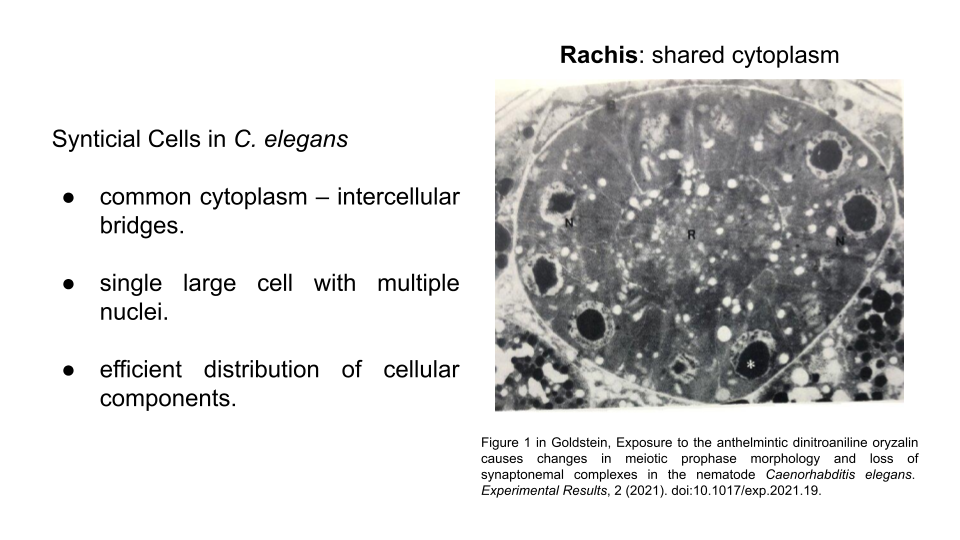 Rachis: shared cytoplasm
Synticial Cells in C. elegans
● common cytoplasm – intercellular
bridges.
● single large cell with multiple
nuclei.
● efficient distribution of cellular
components.
N
R
N
*
Figure 1 in Goldstein, Exposure to the anthelmintic dinitroaniline oryzalin
causes changes in meiotic prophase morphology and loss of
synaptonemal complexes in the nematode Caenorhabditis elegans.
Experimental Results, 2 (2021). doi:10.1017/exp.2021.19.